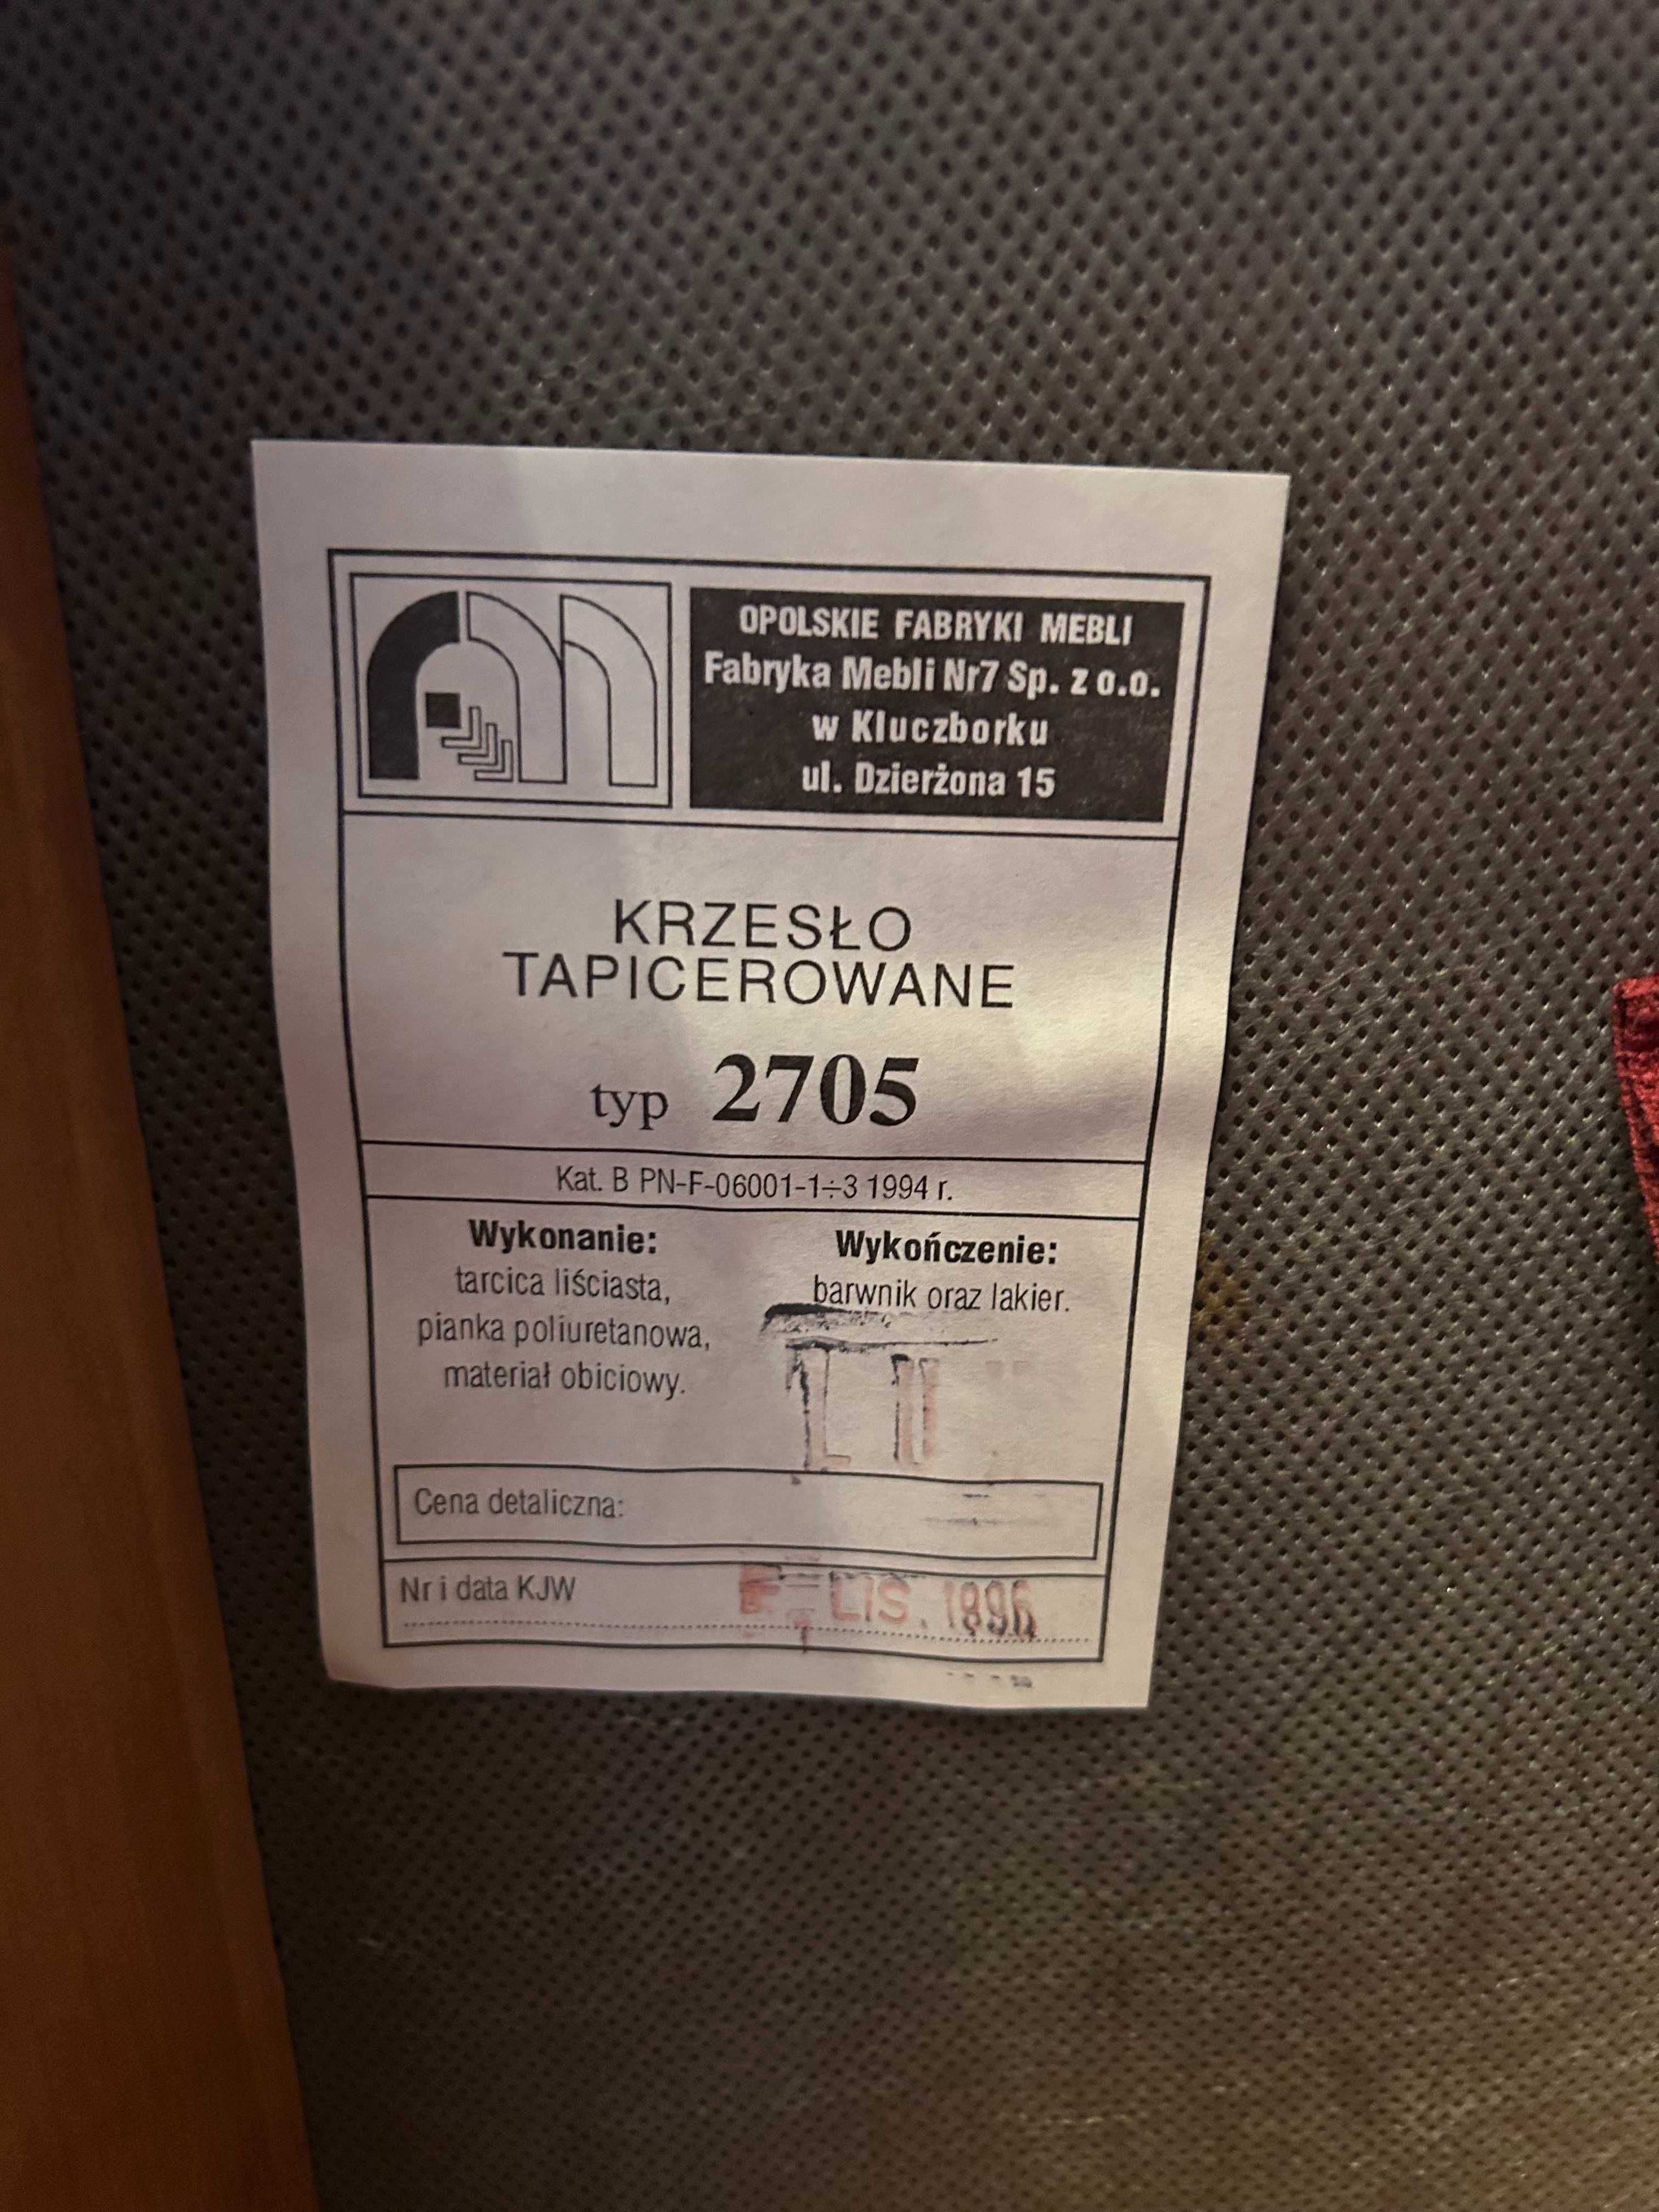 OPOLSKIE FABRYKI MEBLI
Fabryka Mebli Nr7 Sp. z o.o.
w Kluczborku
ul. Dzierżona 15
KRZESŁO
TAPICEROWANE
typ 2705
Kat. B PN-F-06001-1÷3 1994 r.
Wykonanie:
tarcica liściasta,
pianka poliuretanowa,
materiał obiciowy.
Wykończenie:
barwnik oraz lakier.
Cena detaliczna:
Nr i data KJW
LIS.